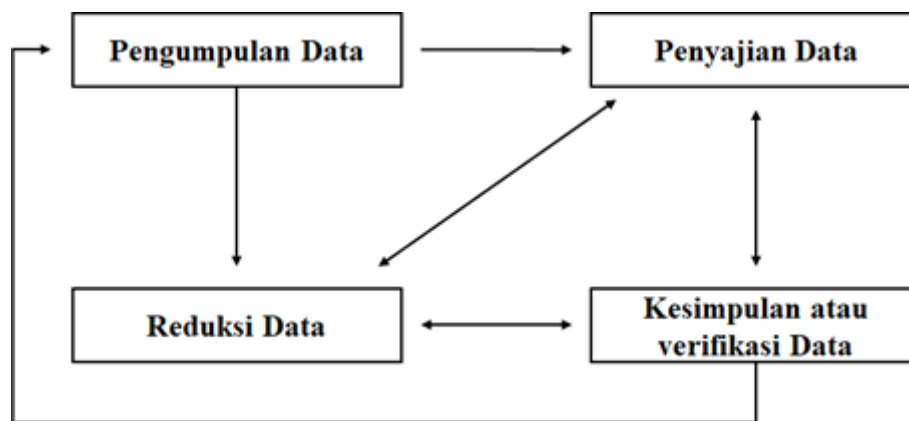 Pengumpulan Data
Penyajian Data
Reduksi Data
Kesimpulan atau
verifikasi Data